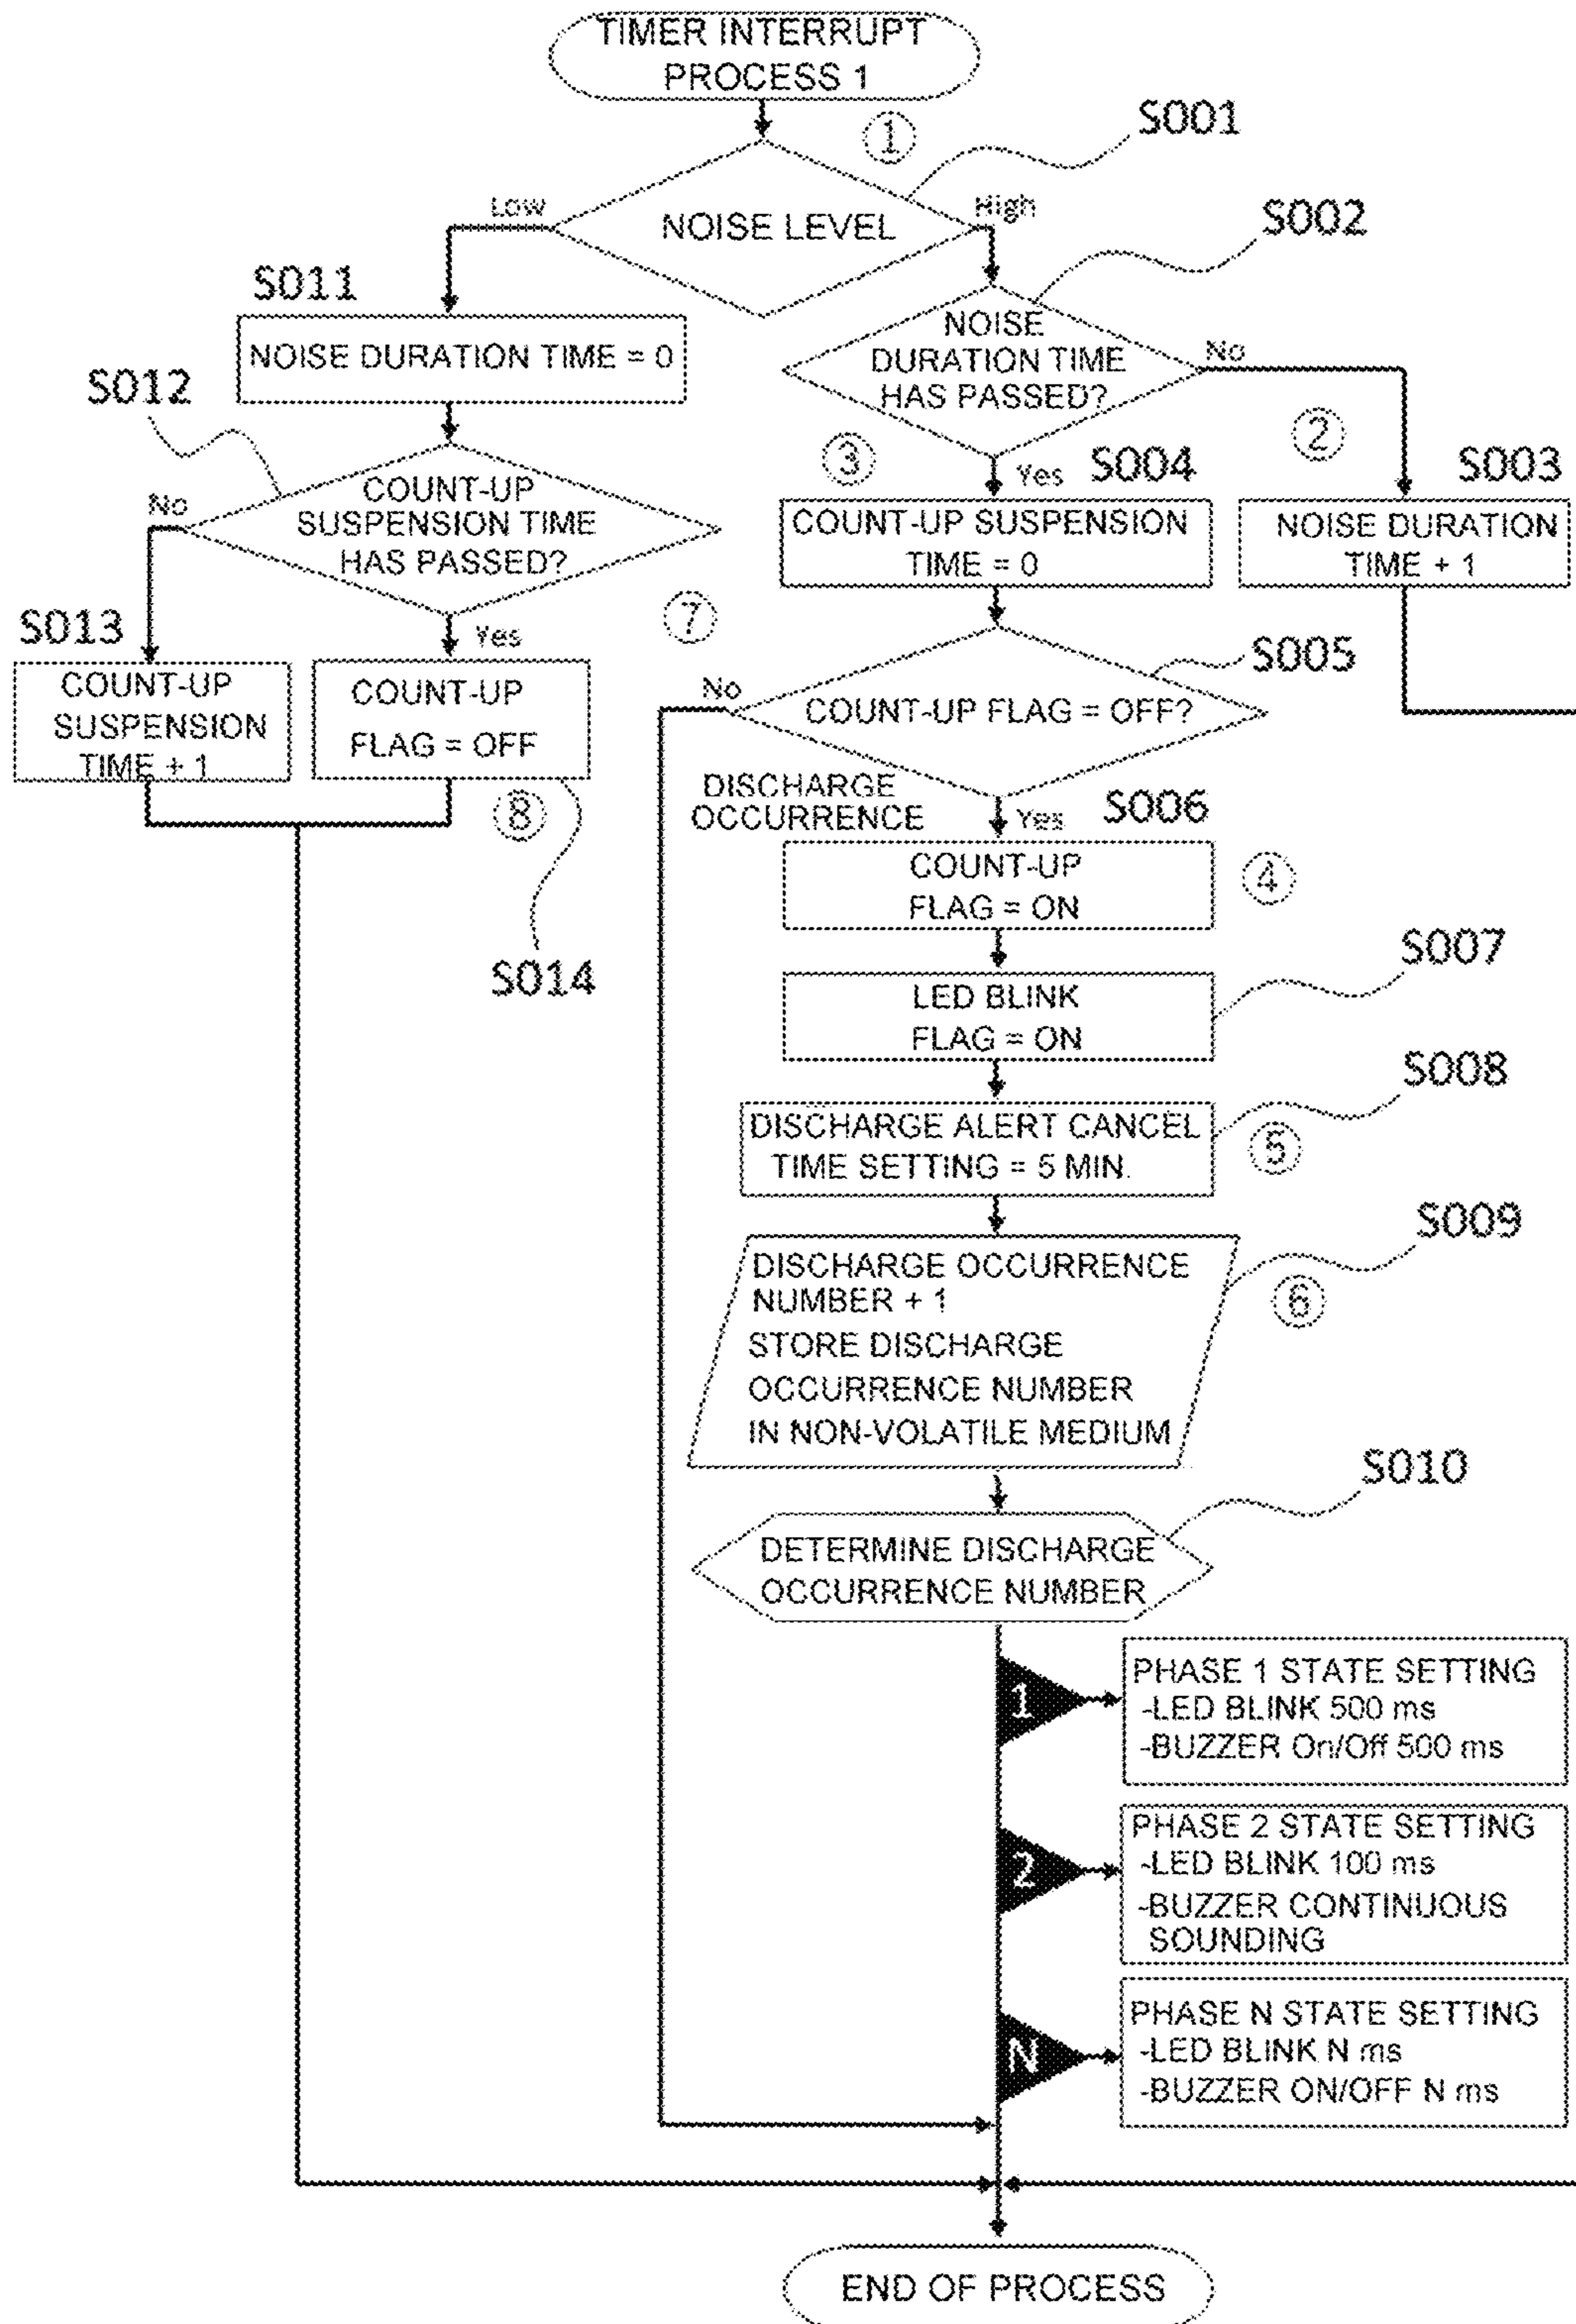 TIMER INTERRUPT
PROCESS 1
①
S001
Low
NOISE LEVEL
High
S002
S011
NOISE DURATION TIME = 0
NOISE
DURATION TIME
HAS PASSED?
No
S012
②
③
Yes
S004
S003
COUNT-UP
SUSPENSION TIME
HAS PASSED?
No
COUNT-UP SUSPENSION
TIME = 0
NOISE DURATION
TIME + 1
⑦
S013
Yes
S005
COUNT-UP
SUSPENSION
TIME + 1
COUNT-UP
FLAG = OFF
No
COUNT-UP FLAG = OFF?
DISCHARGE
OCCURRENCE
⑧
Yes
S006
COUNT-UP
FLAG = ON
④
S014
S007
LED BLINK
FLAG = ON
S008
DISCHARGE ALERT CANCEL
TIME SETTING = 5 MIN.
⑤
S009
DISCHARGE OCCURRENCE
NUMBER + 1
STORE DISCHARGE
OCCURRENCE NUMBER
IN NON-VOLATILE MEDIUM
⑥
S010
DETERMINE DISCHARGE
OCCURRENCE NUMBER
1
PHASE 1 STATE SETTING
-LED BLINK 500 ms
-BUZZER On/Off 500 ms
2
PHASE 2 STATE SETTING
-LED BLINK 100 ms
-BUZZER CONTINUOUS
SOUNDING
N
PHASE N STATE SETTING
-LED BLINK N ms
-BUZZER ON/OFF N ms
END OF PROCESS